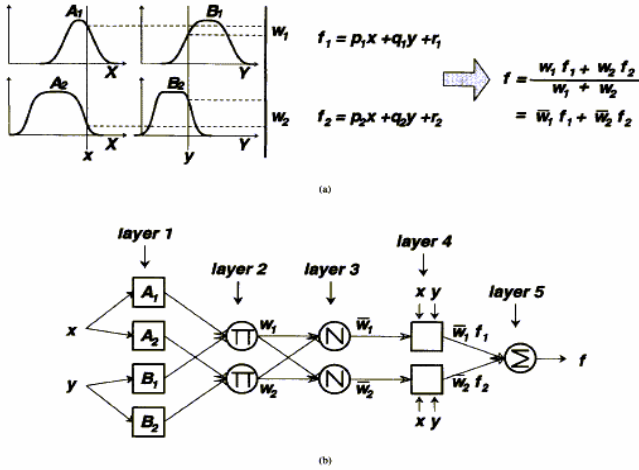 A₁ B₁
w₁
X Y
f₁ = p₁x + q₁y + r₁
f = w₁ f₁ + w₂ f₂ / w₁ + w₂
= w̅₁ f₁ + w̅₂ f₂
A₂ B₂
w₂
f₂ = p₂x + q₂y + r₂
X Y
x y
(a)
layer 1
layer 2
layer 3
layer 4
layer 5
x y
A₁
A₂
B₁
B₂
x
y
Π w₁ N w̅₁ w̅₁ f₁
Π w₂ N w̅₂ w̅₂ f₂
Σ f
x y
(b)